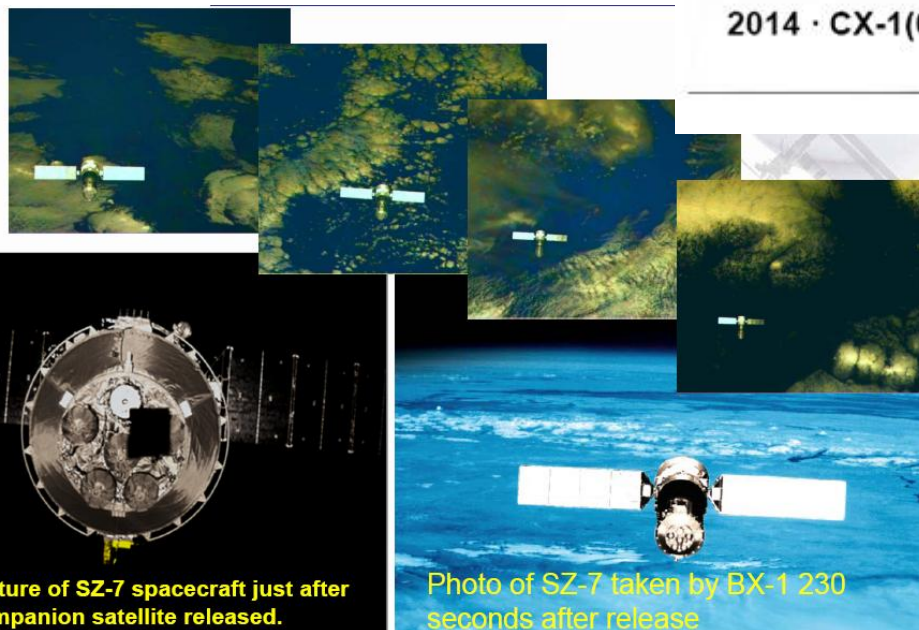 2014 · CX-1(
ture of SZ-7 spacecraft just after
mpanion satellite released.
Photo of SZ-7 taken by BX-1 230
seconds after release